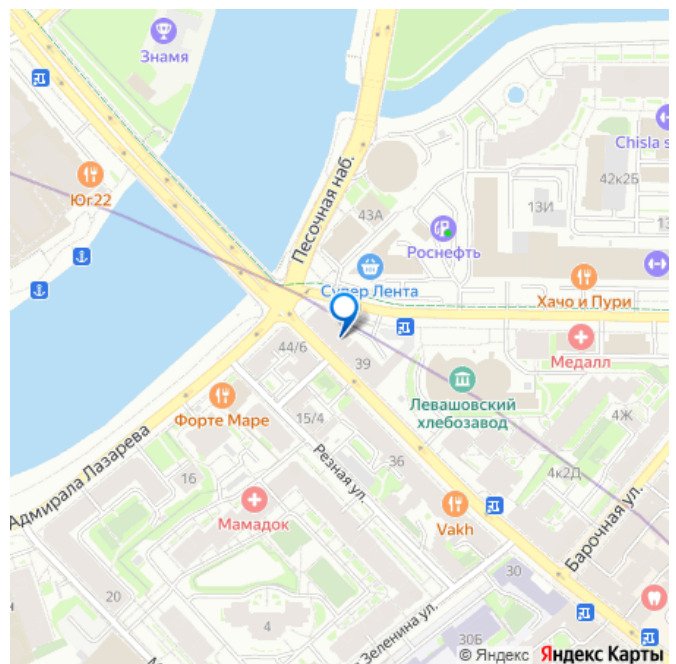 Знамя
Chisla s
Юг22
Песочная наб.
43А
13И
42к2Б
13
Роснефть
Супер Лента
Хачо и Пури
44/6
39
Медалл
Форте Маре
15/4
Левашовский
хлебозавод
4Ж
Адмирала Лазарева
Резная ул.
36
4к2Д
16
Мамадок
Vakh
Барочная ул.
20
4
30
Зеленина ул.
30Б
© Яндекс Яндекс Карты